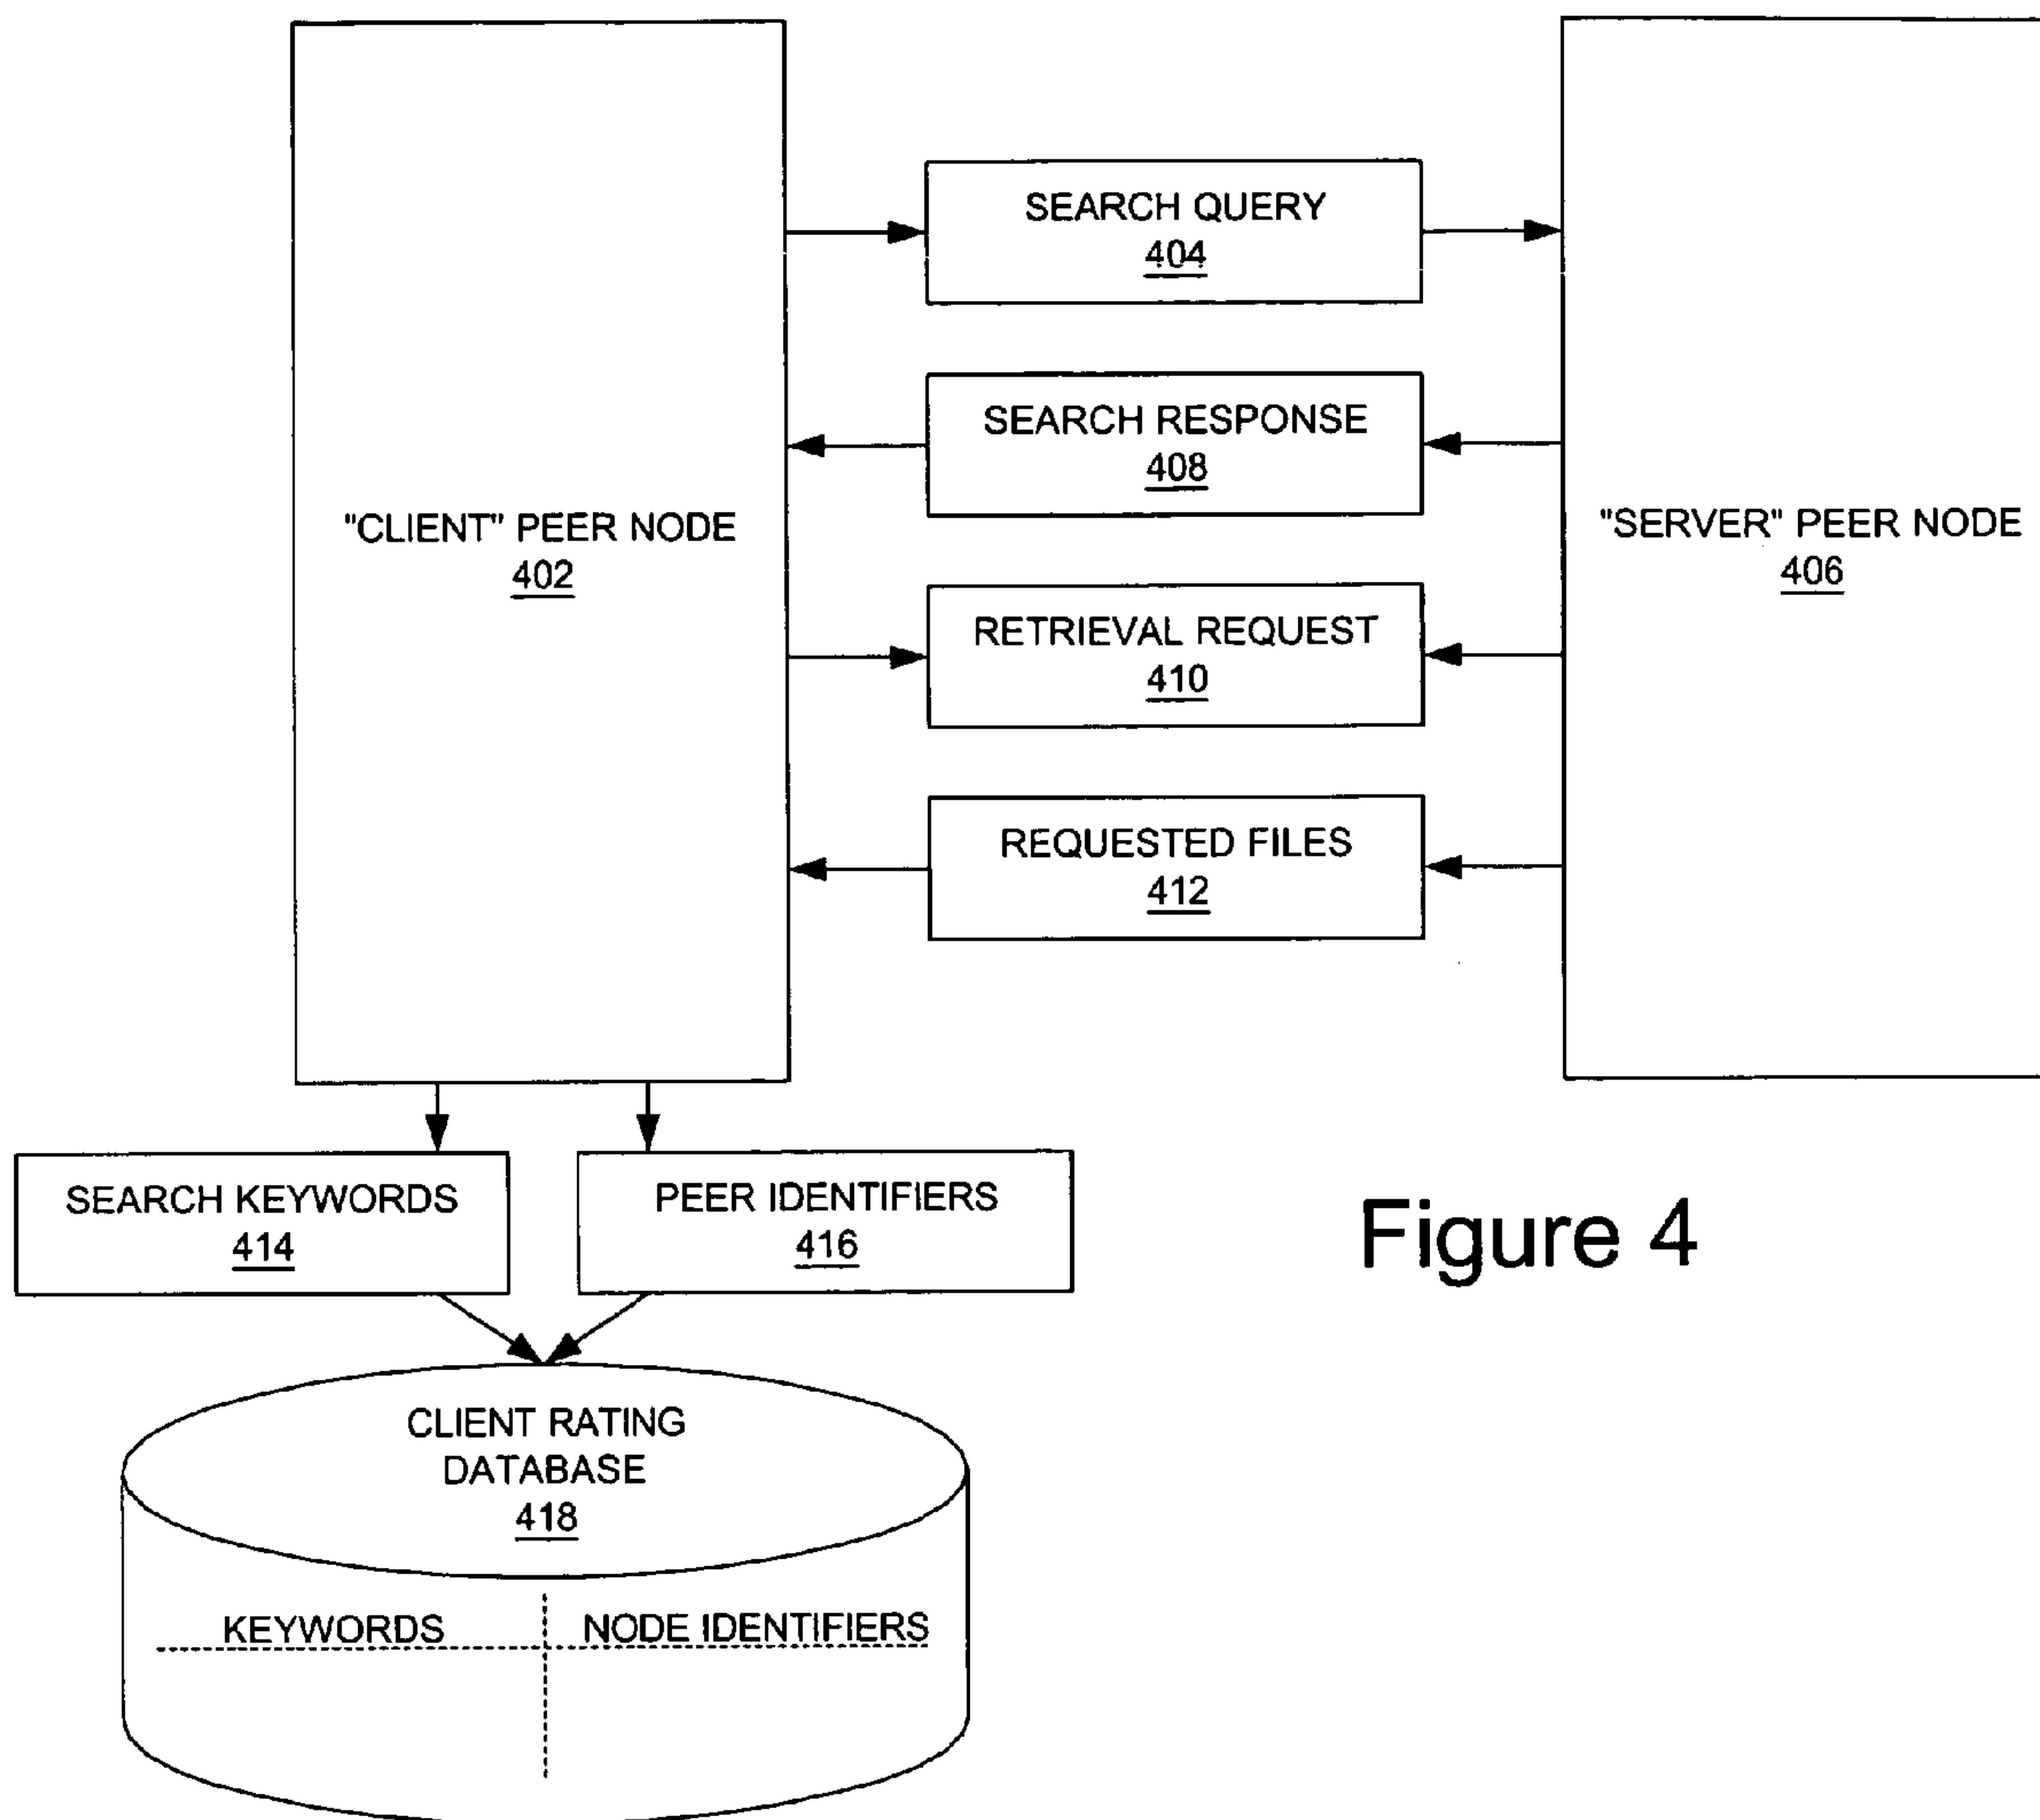 SEARCH QUERY
404
SEARCH RESPONSE
408
"CLIENT" PEER NODE
402
"SERVER" PEER NODE
406
RETRIEVAL REQUEST
410
REQUESTED FILES
412
SEARCH KEYWORDS
414
PEER IDENTIFIERS
416
Figure 4
CLIENT RATING
DATABASE
418
KEYWORDS
NODE IDENTIFIERS